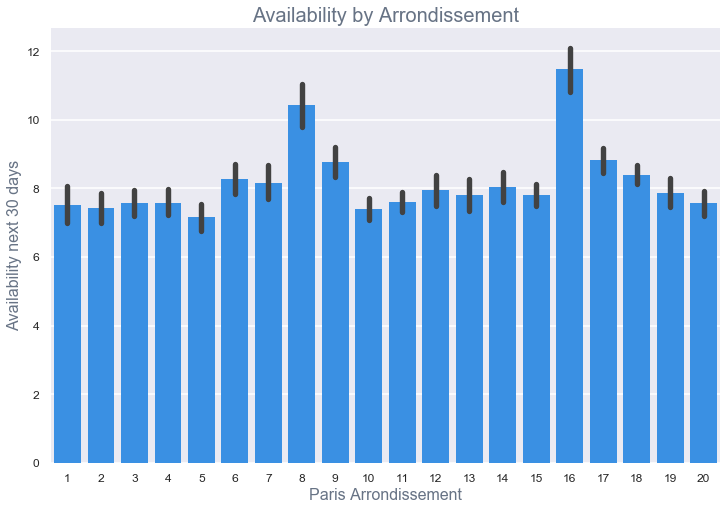 Availability by Arrondissement
Availability next 30 days
12
10
8
6
4
2
0
1 2 3 4 5 6 7 8 9 10 11 12 13 14 15 16 17 18 19 20
Paris Arrondissement